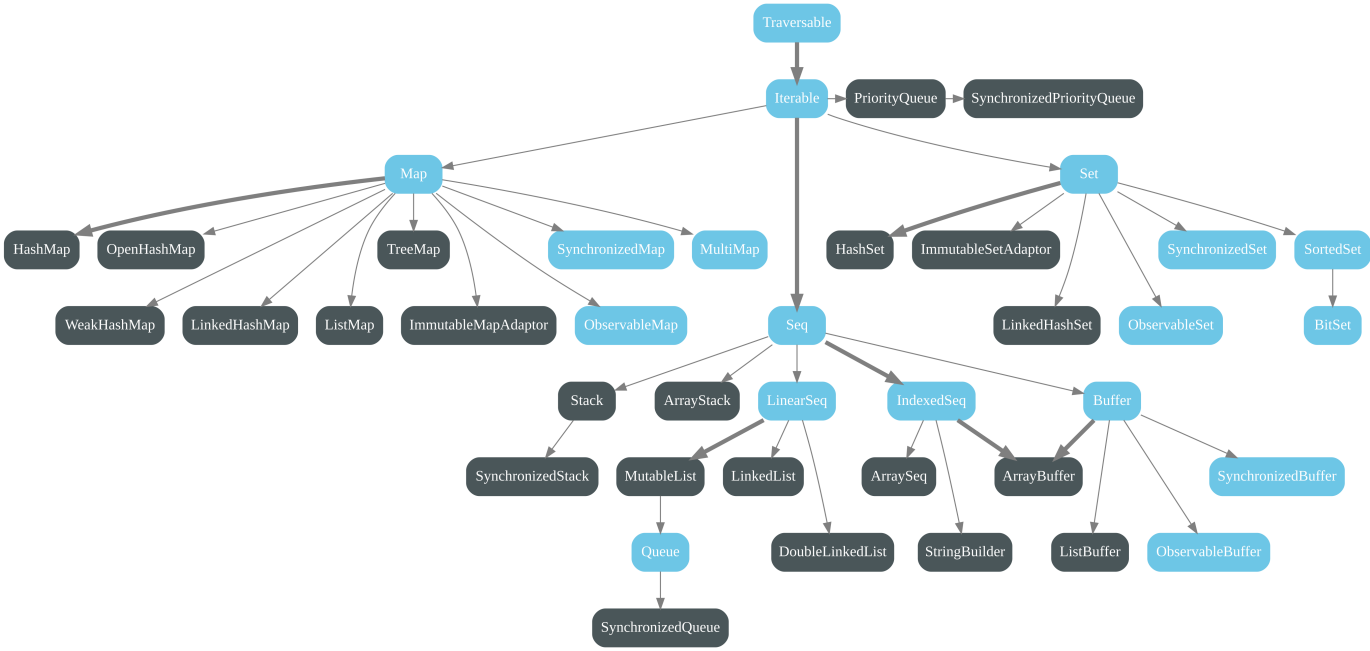 Traversable
Iterable
PriorityQueue
SynchronizedPriorityQueue
Map
Set
HashMap
OpenHashMap
TreeMap
SynchronizedMap
MultiMap
HashSet
ImmutableSetAdaptor
SynchronizedSet
SortedSet
WeakHashMap
LinkedHashMap
ListMap
ImmutableMapAdaptor
ObservableMap
Seq
LinkedHashSet
ObservableSet
BitSet
Stack
ArrayStack
LinearSeq
IndexedSeq
Buffer
SynchronizedStack
MutableList
LinkedList
ArraySeq
ArrayBuffer
SynchronizedBuffer
Queue
DoubleLinkedList
StringBuilder
ListBuffer
ObservableBuffer
SynchronizedQueue